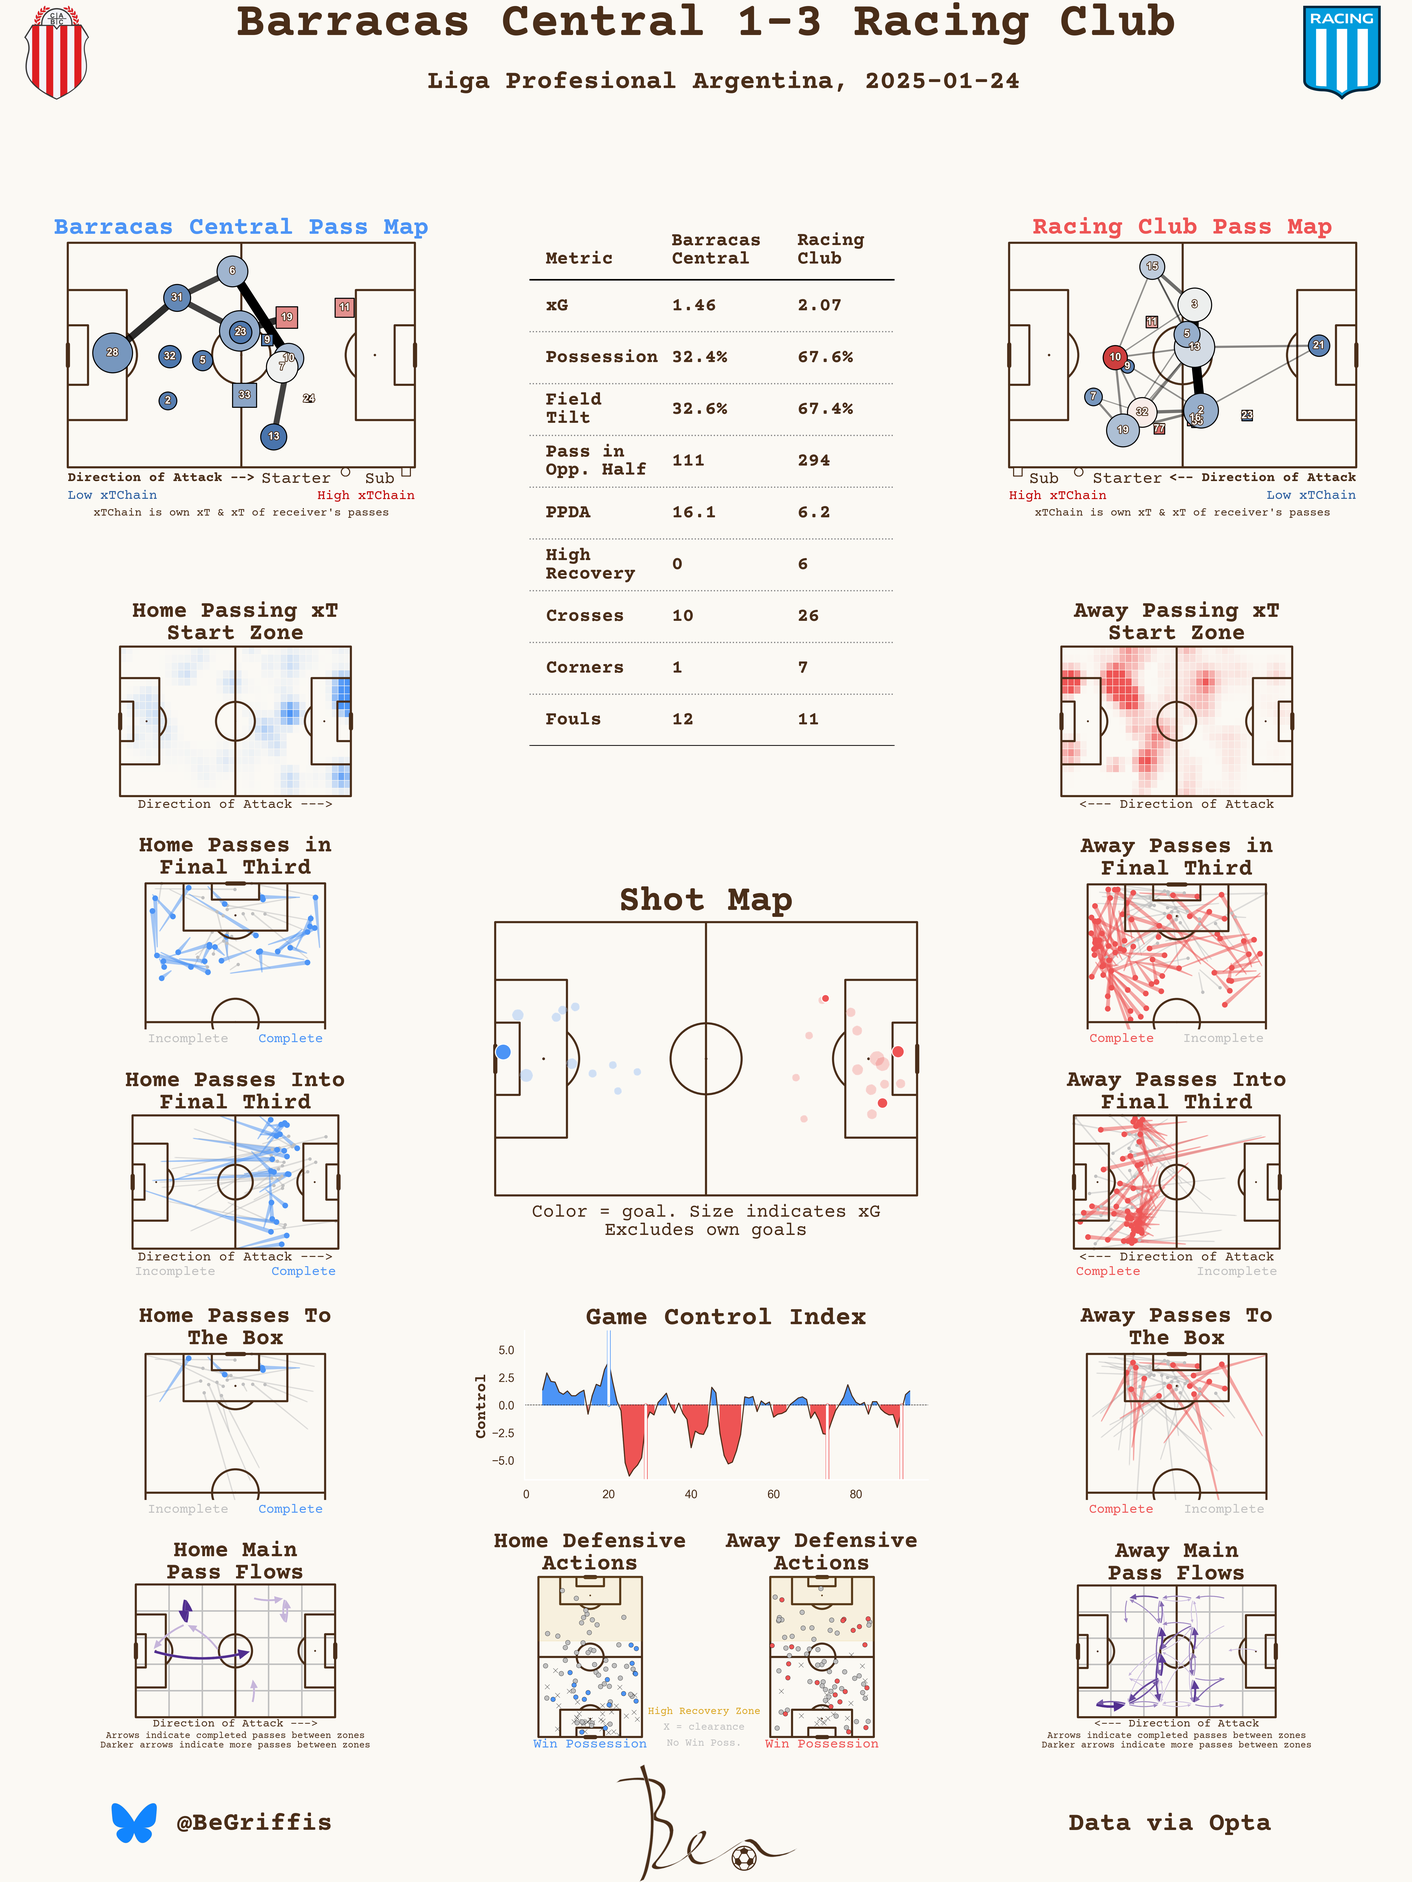 Barracas Central 1-3 Racing Club
Liga Profesional Argentina, 2025-01-24
CA
BC
RACING
Barracas Central Pass Map
6
31
19
11
23
9
28
32
5
10
7
33
24
2
13
Direction of Attack --> Starter Sub
Low xTChain High xTChain
xTChain is own xT & xT of receiver's passes
Metric Barracas Central Racing Club
xG 1.46 2.07
Possession 32.4% 67.6%
Field Tilt 32.6% 67.4%
Pass in Opp. Half 111 294
PPDA 16.1 6.2
High Recovery 0 6
Crosses 10 26
Corners 1 7
Fouls 12 11
Racing Club Pass Map
15
3
11
5
13
21
10
9
7
32
2
16
23
19
77
Sub Starter <-- Direction of Attack
High xTChain Low xTChain
xTChain is own xT & xT of receiver's passes
Home Passing xT
Start Zone
Direction of Attack --->
Away Passing xT
Start Zone
<--- Direction of Attack
Home Passes in
Final Third
Incomplete Complete
Away Passes in
Final Third
Complete Incomplete
Shot Map
Color = goal. Size indicates xG
Excludes own goals
Home Passes Into
Final Third
Direction of Attack --->
Incomplete Complete
Away Passes Into
Final Third
<--- Direction of Attack
Complete Incomplete
Home Passes To
The Box
Incomplete Complete
Game Control Index
Control
5.0
2.5
0.0
−2.5
−5.0
0 20 40 60 80
Away Passes To
The Box
Complete Incomplete
Home Main
Pass Flows
Direction of Attack --->
Arrows indicate completed passes between zones
Darker arrows indicate more passes between zones
Home Defensive
Actions
Win Possession
High Recovery Zone
X = clearance
No Win Poss.
Away Defensive
Actions
Win Possession
Away Main
Pass Flows
<--- Direction of Attack
Arrows indicate completed passes between zones
Darker arrows indicate more passes between zones
@BeGriffis
Data via Opta